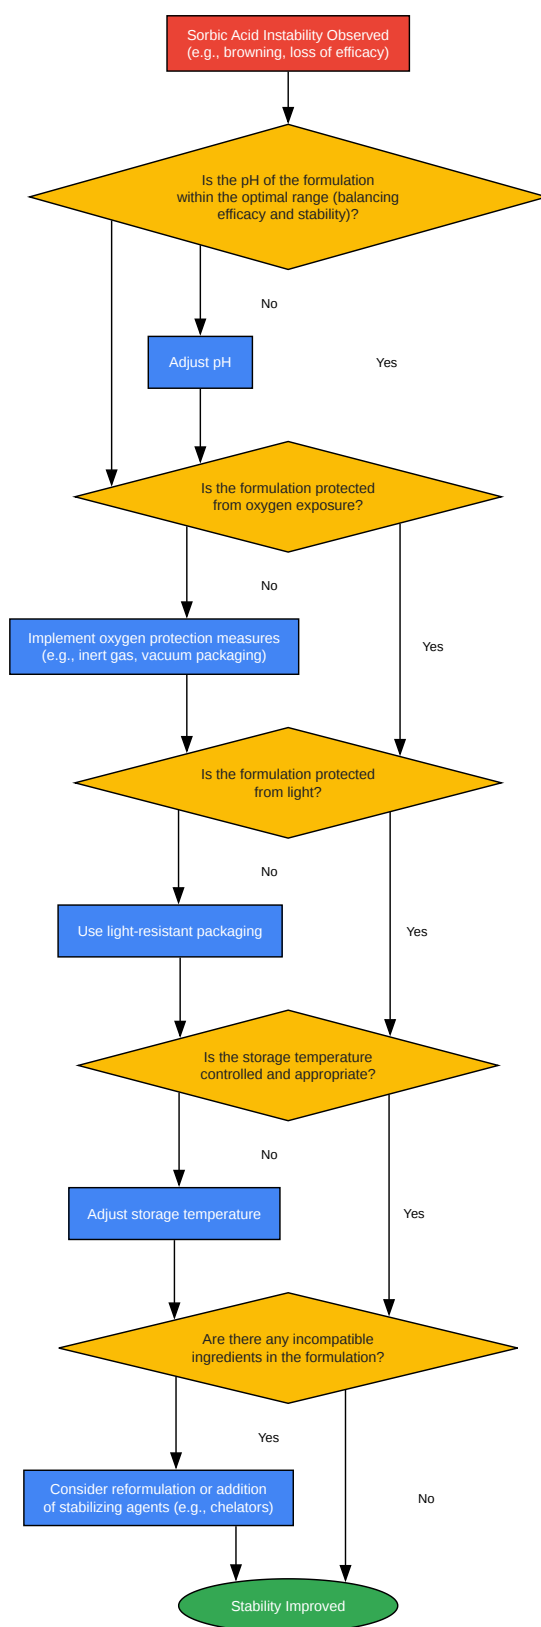 Sorbic Acid Instability Observed
(e.g., browning, loss of efficacy)
Is the pH of the formulation
within the optimal range (balancing
efficacy and stability)?
No
Adjust pH
Yes
Is the formulation protected
from oxygen exposure?
No
Implement oxygen protection measures
(e.g., inert gas, vacuum packaging)
Yes
Is the formulation protected
from light?
No
Use light-resistant packaging
Yes
Is the storage temperature
controlled and appropriate?
No
Adjust storage temperature
Yes
Are there any incompatible
ingredients in the formulation?
Yes
Consider reformulation or addition
of stabilizing agents (e.g., chelators)
No
Stability Improved